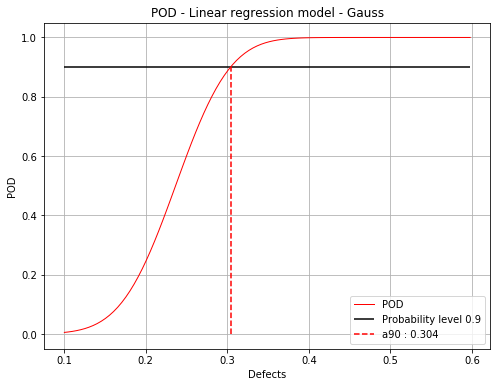 POD - Linear regression model - Gauss
1.0
0.8
0.6
0.4
0.2
0.0
POD
0.1
0.2
0.3
0.4
0.5
0.6
Defects
POD
Probability level 0.9
a90 : 0.304